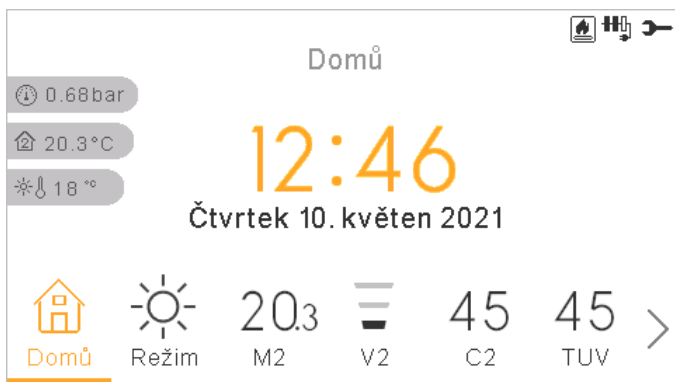 Domů
0.68bar
2 20.3°C
18 °C
12:46
Čtvrtek 10. květen 2021
20.3 45 45
Domů Režim M2 V2 C2 TUV